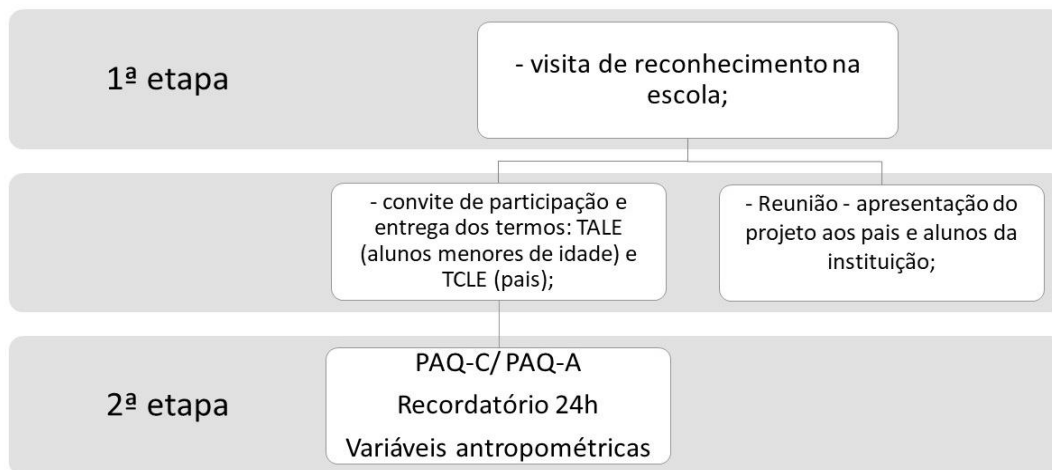 1ª etapa
- visita de reconhecimento na
escola;
- convite de participação e
entrega dos termos: TALE
(alunos menores de idade) e
TCLE (pais);
- Reunião - apresentação do
projeto aos pais e alunos da
instituição;
2ª etapa
PAQ-C/ PAQ-A
Recordatório 24h
Variáveis antropométricas